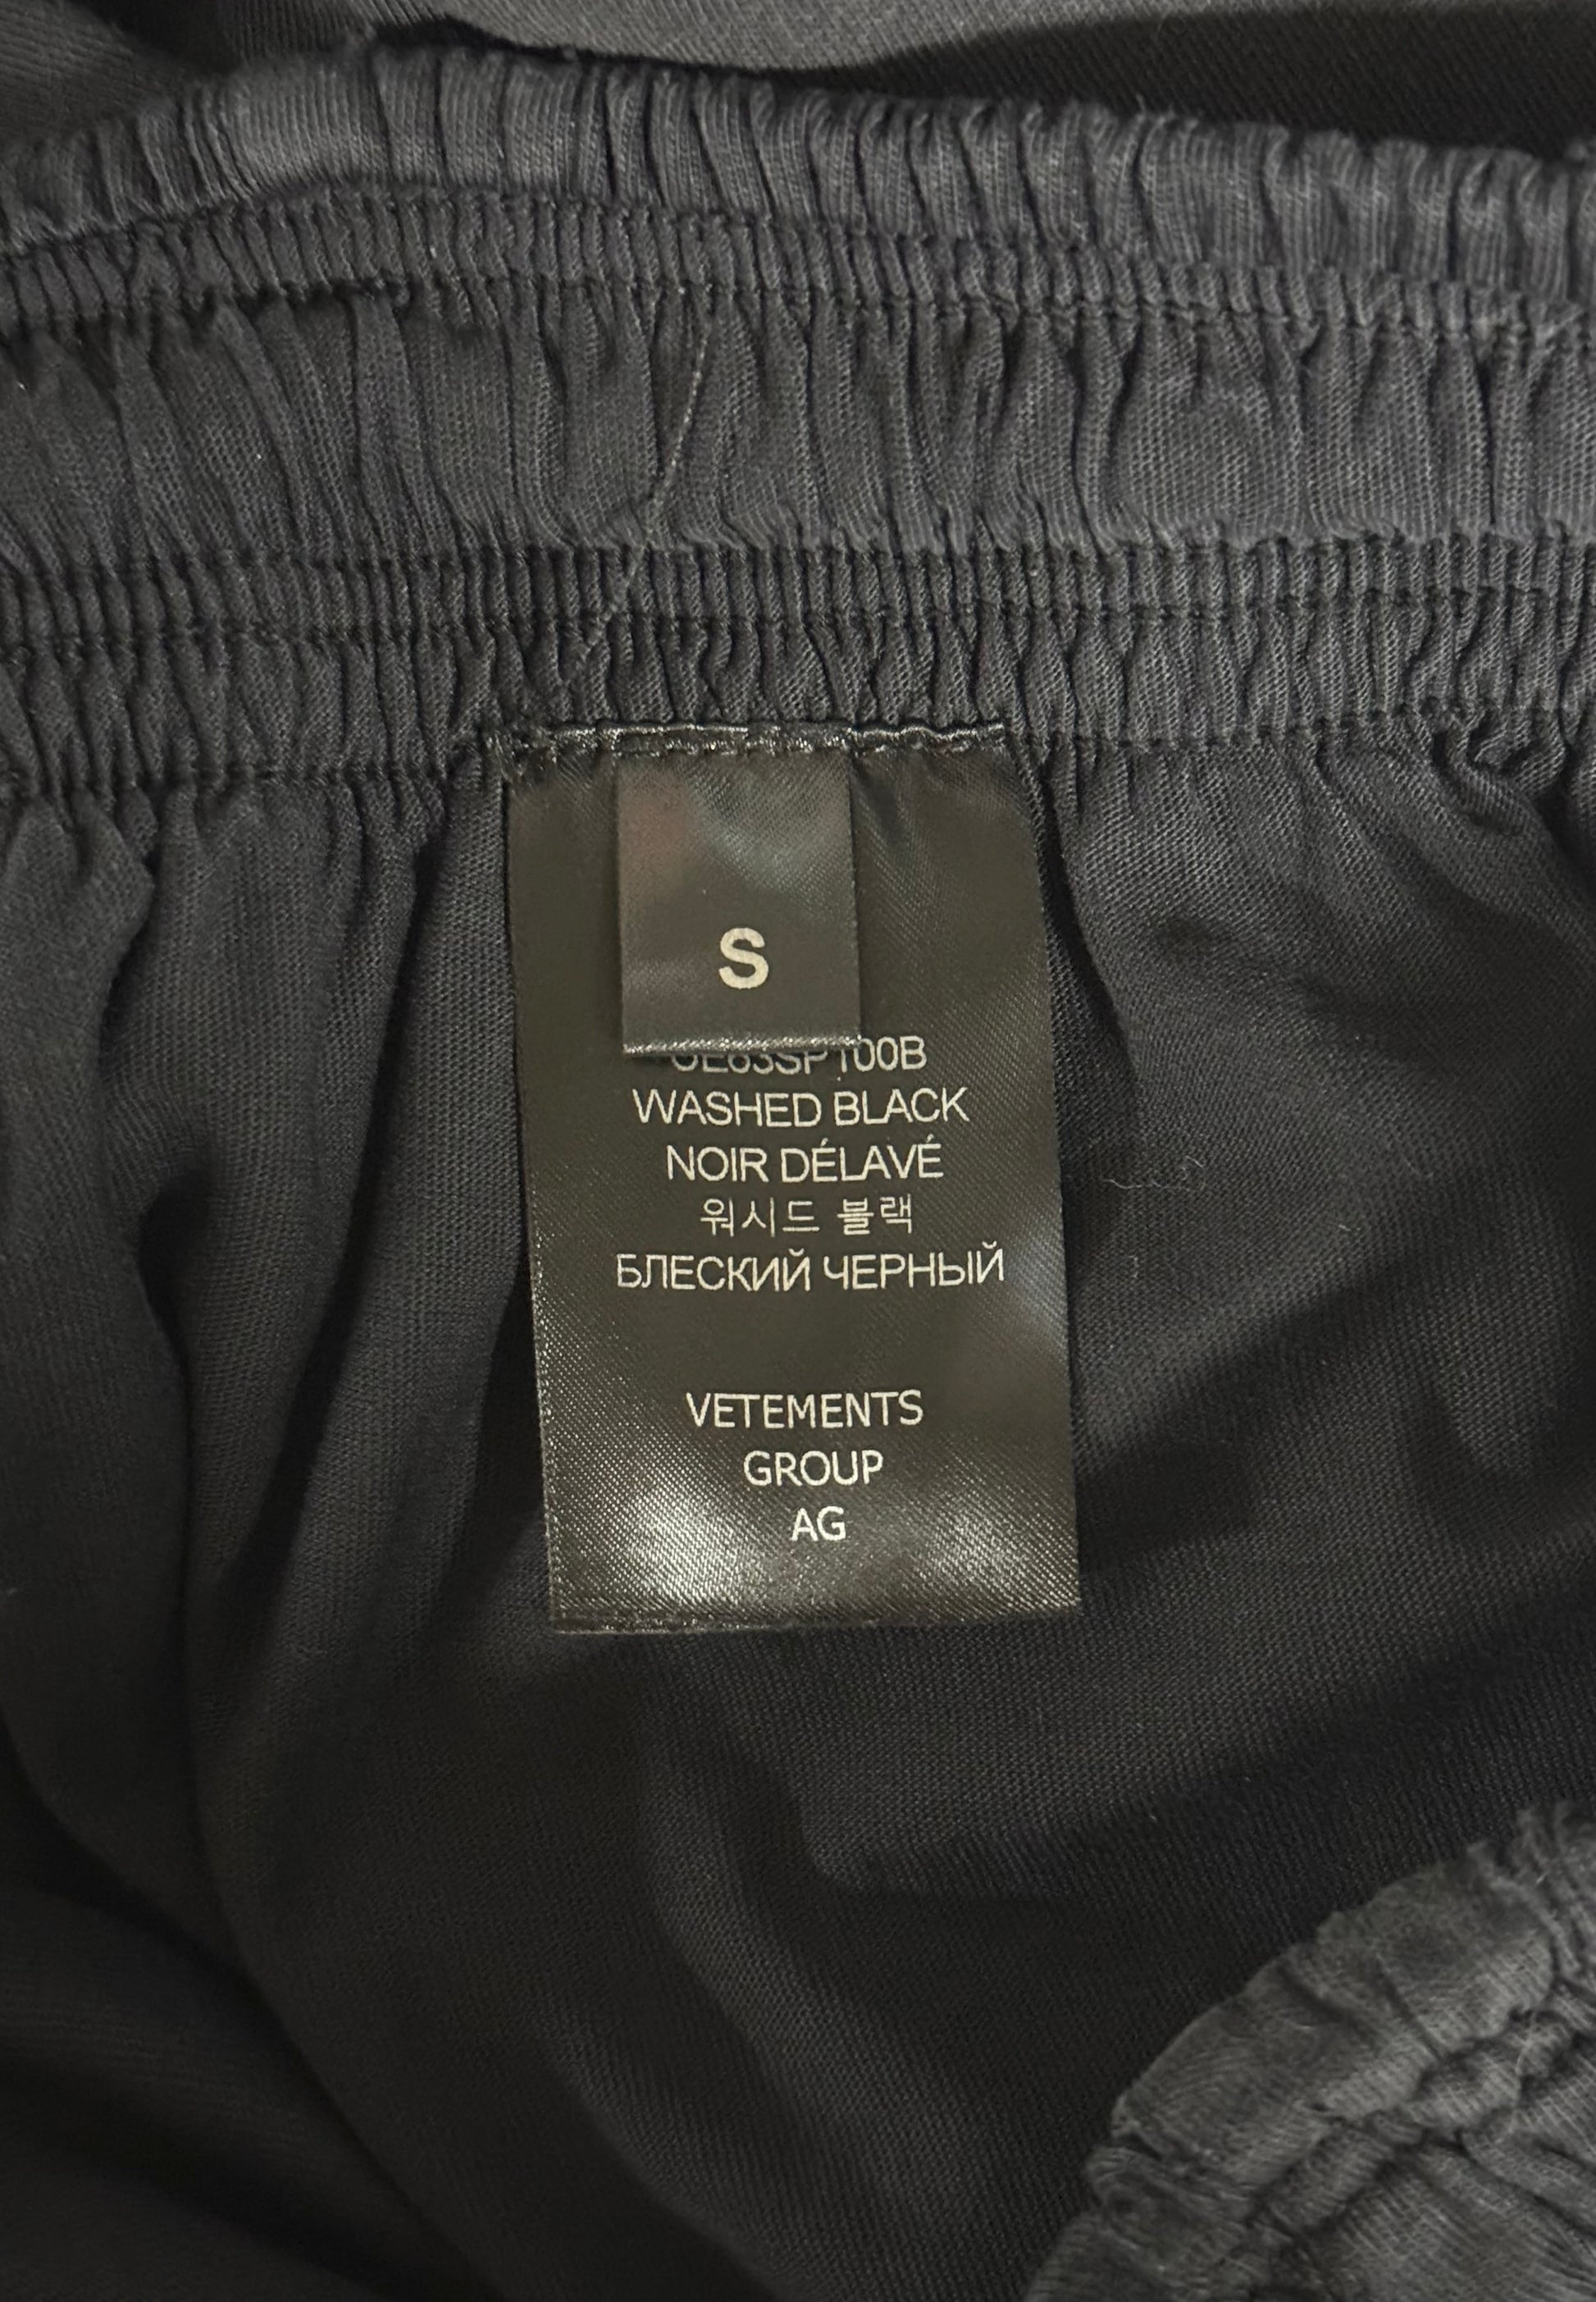 S
WASHED BLACK
NOIR DÉLAVÉ
워시드 블랙
БЛЕСКИЙ ЧЕРНЫЙ
VETEMENTS
GROUP
AG